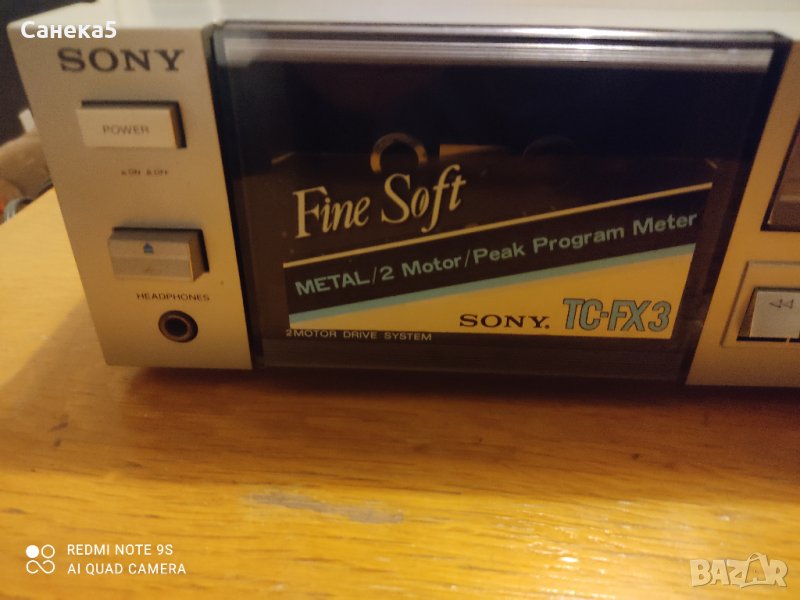 Санека5
SONY
POWER
ON OFF
HEADPHONES
Fine Soft
METAL/2 Motor/Peak Program Meter
SONY. TC-FX3
2MOTOR DRIVE SYSTEM
REDMI NOTE 9S
AI QUAD CAMERA
BAZAR